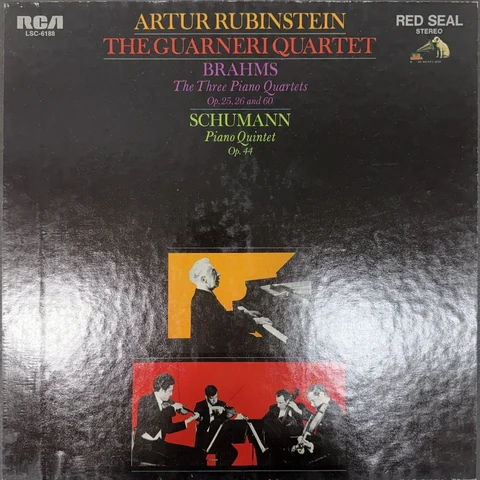 RCA
LSC-6188
ARTUR RUBINSTEIN
THE GUARNERI QUARTET
BRAHMS
The Three Piano Quartets
Op. 25, 26 and 60
SCHUMANN
Piano Quintet
Op. 44
RED SEAL
STEREO